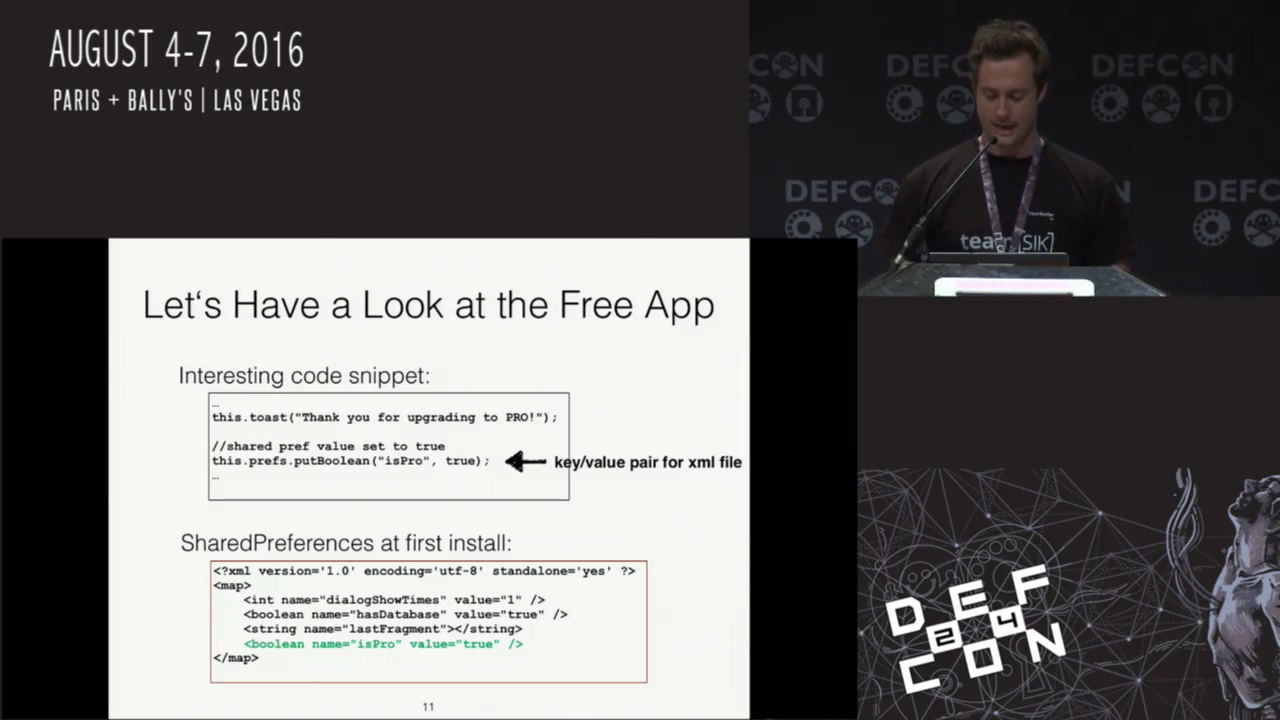 AUGUST 4-7, 2016
PARIS + BALLY'S | LAS VEGAS
DEFCON
DEFCON
DEFCON
team[SIK]
Let‘s Have a Look at the Free App
Interesting code snippet:
…
this.toast("Thank you for upgrading to PRO!");
//shared pref value set to true
this.prefs.putBoolean("isPro", true);
…
key/value pair for xml file
SharedPreferences at first install:
<?xml version='1.0' encoding='utf-8' standalone='yes' ?>
<map>
<int name="dialogShowTimes" value="1" />
<boolean name="hasDatabase" value="true" />
<string name="lastFragment"></string>
<boolean name="isPro" value="true" />
</map>
11
DEF
24
CON